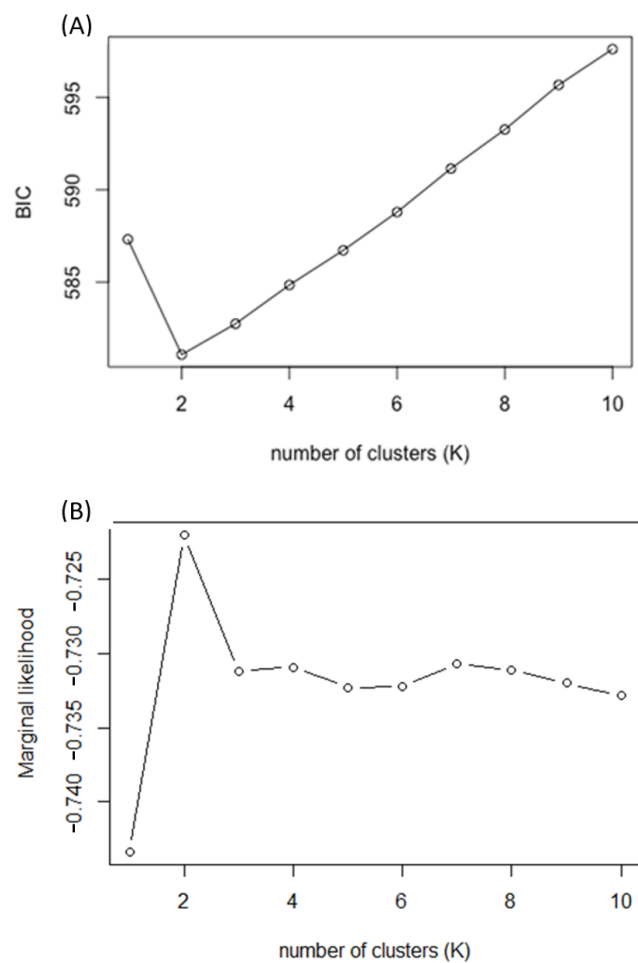 (A)
BIC
595
590
585
2 4 6 8 10
number of clusters (K)
(B)
Marginal likelihood
−0.725
−0.730
−0.735
−0.740
2 4 6 8 10
number of clusters (K)